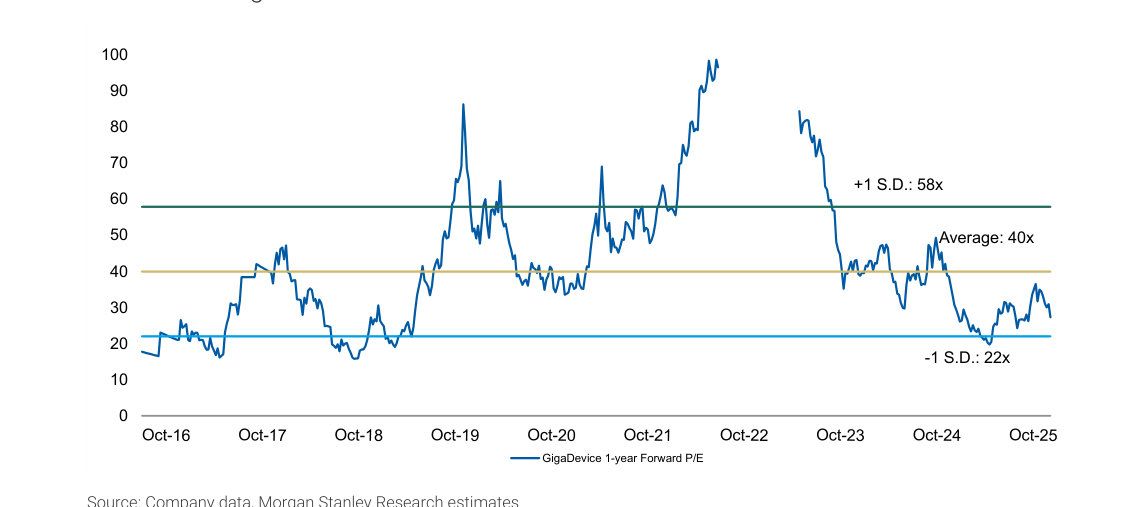 100
90
80
70
60
50
40
30
20
10
0
+1 S.D.: 58x
Average: 40x
-1 S.D.: 22x
Oct-16 Oct-17 Oct-18 Oct-19 Oct-20 Oct-21 Oct-22 Oct-23 Oct-24 Oct-25
GigaDevice 1-year Forward P/E
Source: Company data, Morgan Stanley Research estimates